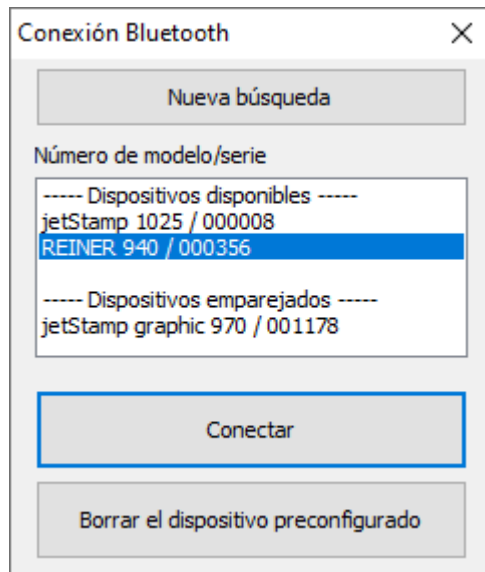 Conexión Bluetooth
Nueva búsqueda
Número de modelo/serie
----- Dispositivos disponibles -----
jetStamp 1025 / 000008
REINER 940 / 000356
----- Dispositivos emparejados -----
jetStamp graphic 970 / 001178
Conectar
Borrar el dispositivo preconfigurado